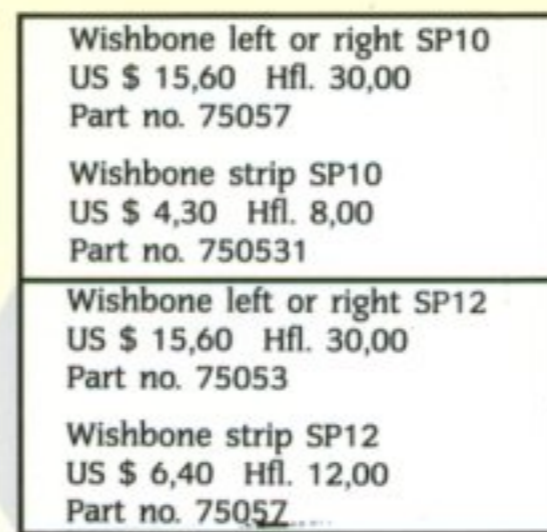 Wishbone left or right SP10
US $ 15,60 Hfl. 30,00
Part no. 75057
Wishbone strip SP10
US $ 4,30 Hfl. 8,00
Part no. 750531
Wishbone left or right SP12
US $ 15,60 Hfl. 30,00
Part no. 75053
Wishbone strip SP12
US $ 6,40 Hfl. 12,00
Part no. 75057